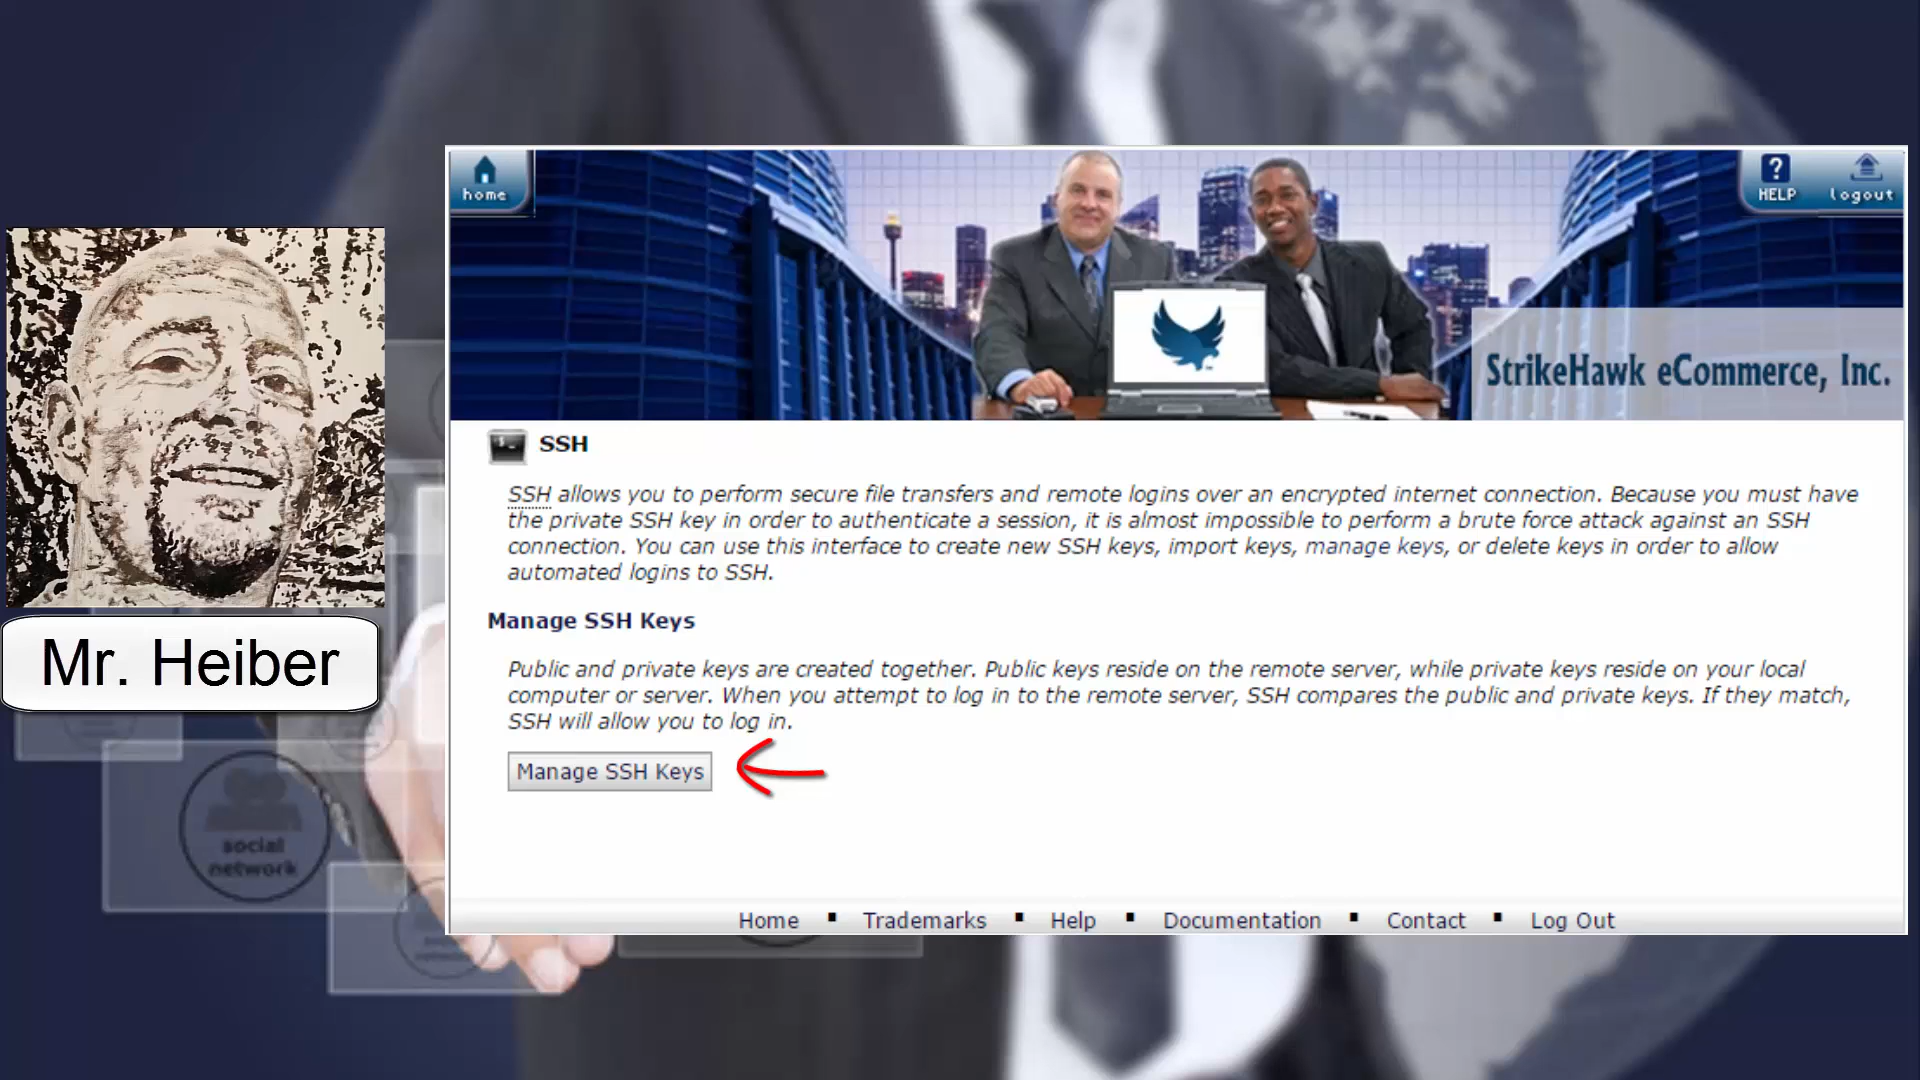 home
HELP
logout
StrikeHawk eCommerce, Inc.
SSH
SSH allows you to perform secure file transfers and remote logins over an encrypted internet connection. Because you must have
the private SSH key in order to authenticate a session, it is almost impossible to perform a brute force attack against an SSH
connection. You can use this interface to create new SSH keys, import keys, manage keys, or delete keys in order to allow
automated logins to SSH.
Manage SSH Keys
Public and private keys are created together. Public keys reside on the remote server, while private keys reside on your local
computer or server. When you attempt to log in to the remote server, SSH compares the public and private keys. If they match,
SSH will allow you to log in.
Manage SSH Keys
Home ▪ Trademarks ▪ Help ▪ Documentation ▪ Contact ▪ Log Out
Mr. Heiber
social
network